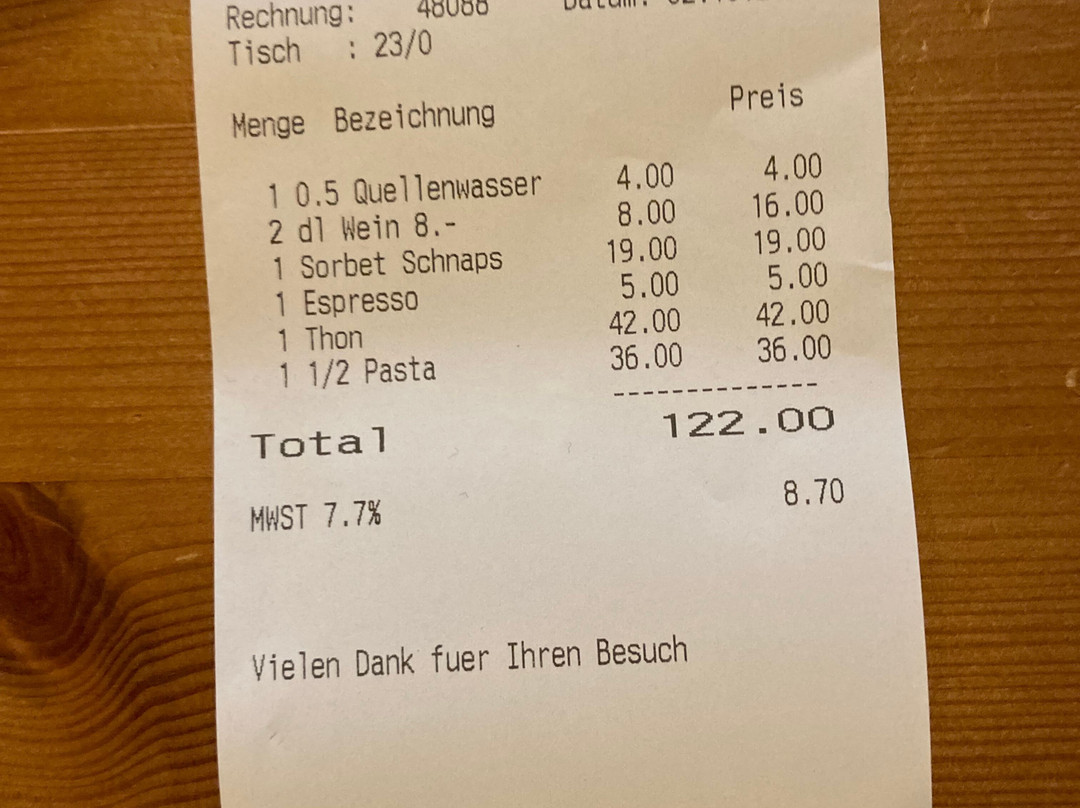 Rechnung: 48088 Datum:
Tisch : 23/0
Menge Bezeichnung Preis
1 0.5 Quellenwasser 4.00 4.00
2 dl Wein 8.- 8.00 16.00
1 Sorbet Schnaps 19.00 19.00
1 Espresso 5.00 5.00
1 Thon 42.00 42.00
1 1/2 Pasta 36.00 36.00
--------------
Total 122.00
MWST 7.7% 8.70
Vielen Dank fuer Ihren Besuch